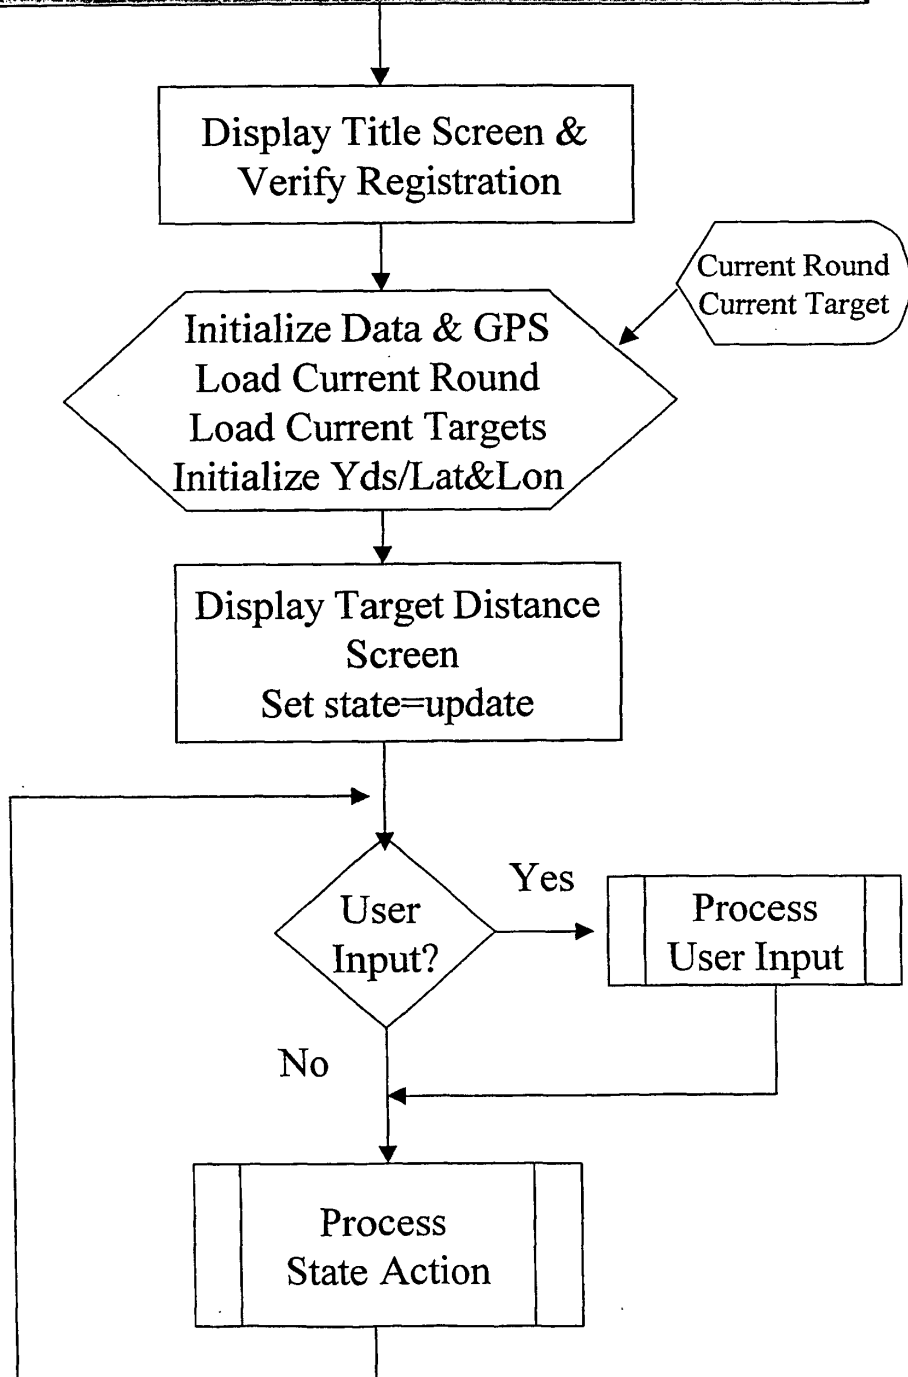 Display Title Screen &
Verify Registration
Current Round
Current Target
Initialize Data & GPS
Load Current Round
Load Current Targets
Initialize Yds/Lat&Lon
Display Target Distance
Screen
Set state=update
User
Input?
Yes
Process
User Input
No
Process
State Action